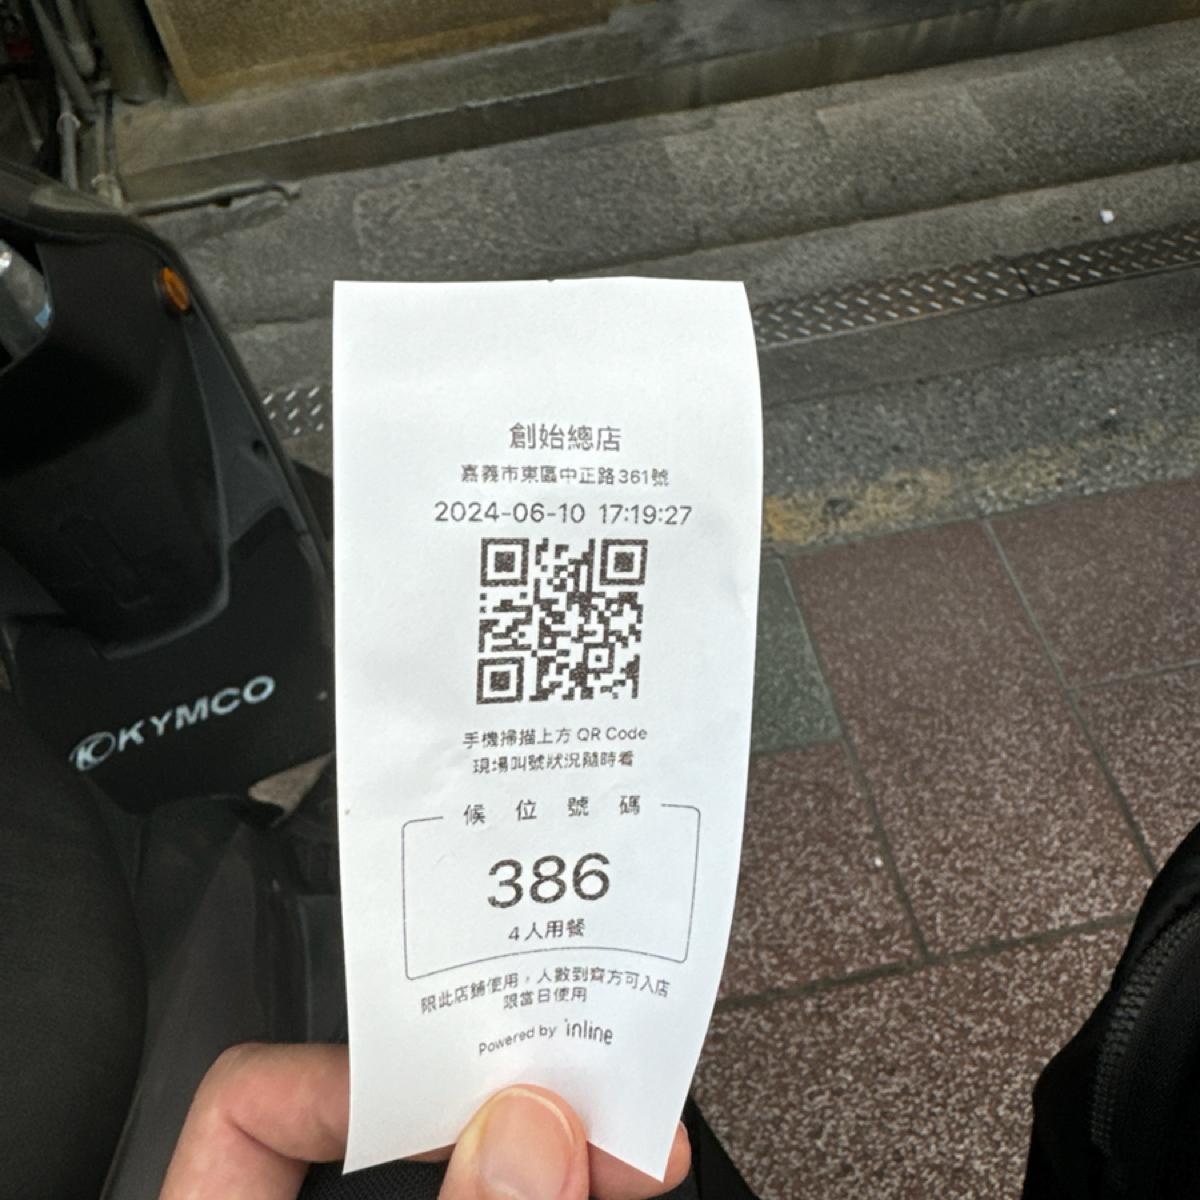 創始總店
嘉義市東區中正路361號
2024-06-10 17:19:27
手機掃描上方 QR Code
現場叫號狀況隨時看
候位號碼
386
4人用餐
限此店鋪使用，人數到齊方可入店
限當日使用
Powered by inline
KYMCO